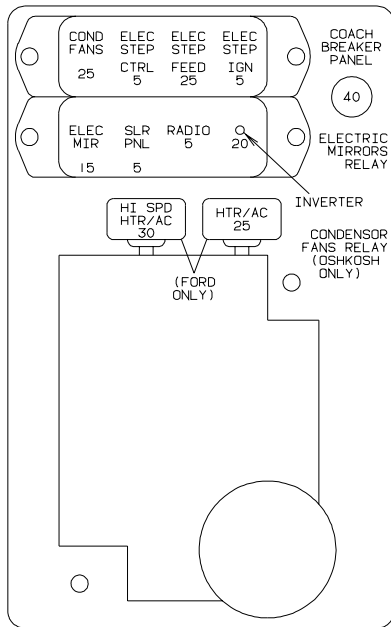 COND ELEC ELEC ELEC
FANS STEP STEP STEP
25 CTRL FEED IGN
5 25 5
COACH
BREAKER
PANEL
40
ELEC SLR RADIO
MIR PNL 5 20
15 5
ELECTRIC
MIRRORS
RELAY
INVERTER
HI SPD
HTR/AC
30
HTR/AC
25
(FORD
ONLY)
CONDENSOR
FANS RELAY
(OSHKOSH
ONLY)